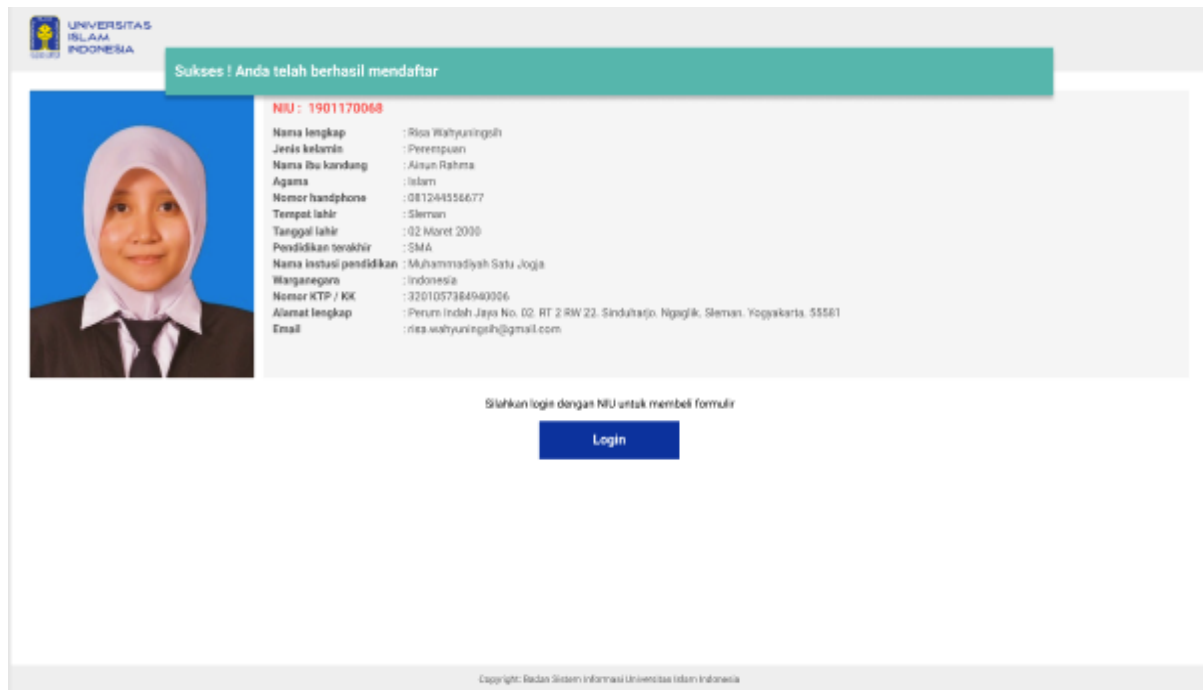 UNIVERSITAS
ISLAM
INDONESIA
Sukses ! Anda telah berhasil mendaftar
NIU : 1901170068
Nama lengkap : Risa Wahyuningsih
Jenis kelamin : Perempuan
Nama ibu kandung : Ainun Rahma
Agama : Islam
Nomor handphone : 081244556677
Tempat lahir : Sleman
Tanggal lahir : 02 Maret 2000
Pendidikan terakhir : SMA
Nama instusi pendidikan : Muhammadiyah Satu Jogja
Warganegara : Indonesia
Nomor KTP / KK : 3201057384940006
Alamat lengkap : Perum Indah Jaya No. 02. RT 2 RW 22. Sinduharjo. Ngaglik. Sleman. Yogyakarta. 55581
Email : risa.wahyuningsih@gmail.com
Silahkan login dengan NIU untuk membeli formulir
Login
Copyright: Badan Sistem Informasi Universitas Islam Indonesia